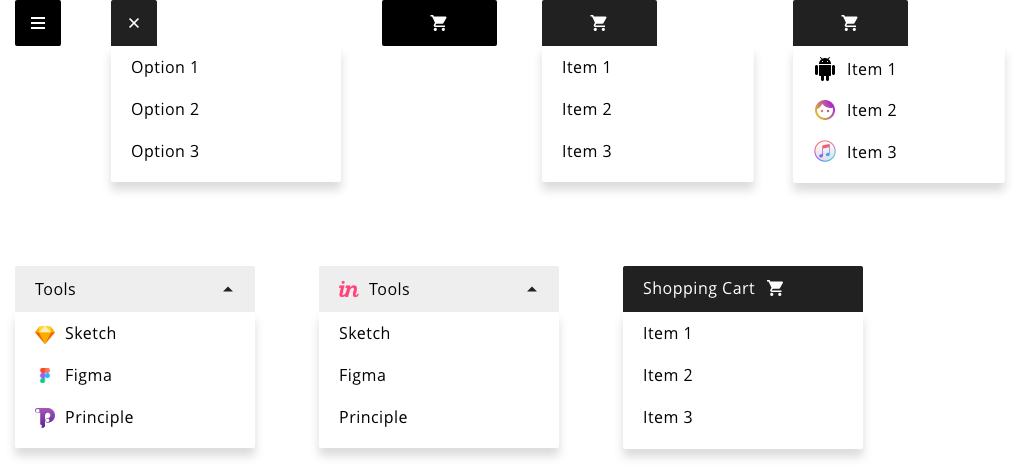 Option 1
Option 2
Option 3
Item 1
Item 2
Item 3
Item 1
Item 2
Item 3
Tools
Sketch
Figma
Principle
in Tools
Sketch
Figma
Principle
Shopping Cart
Item 1
Item 2
Item 3